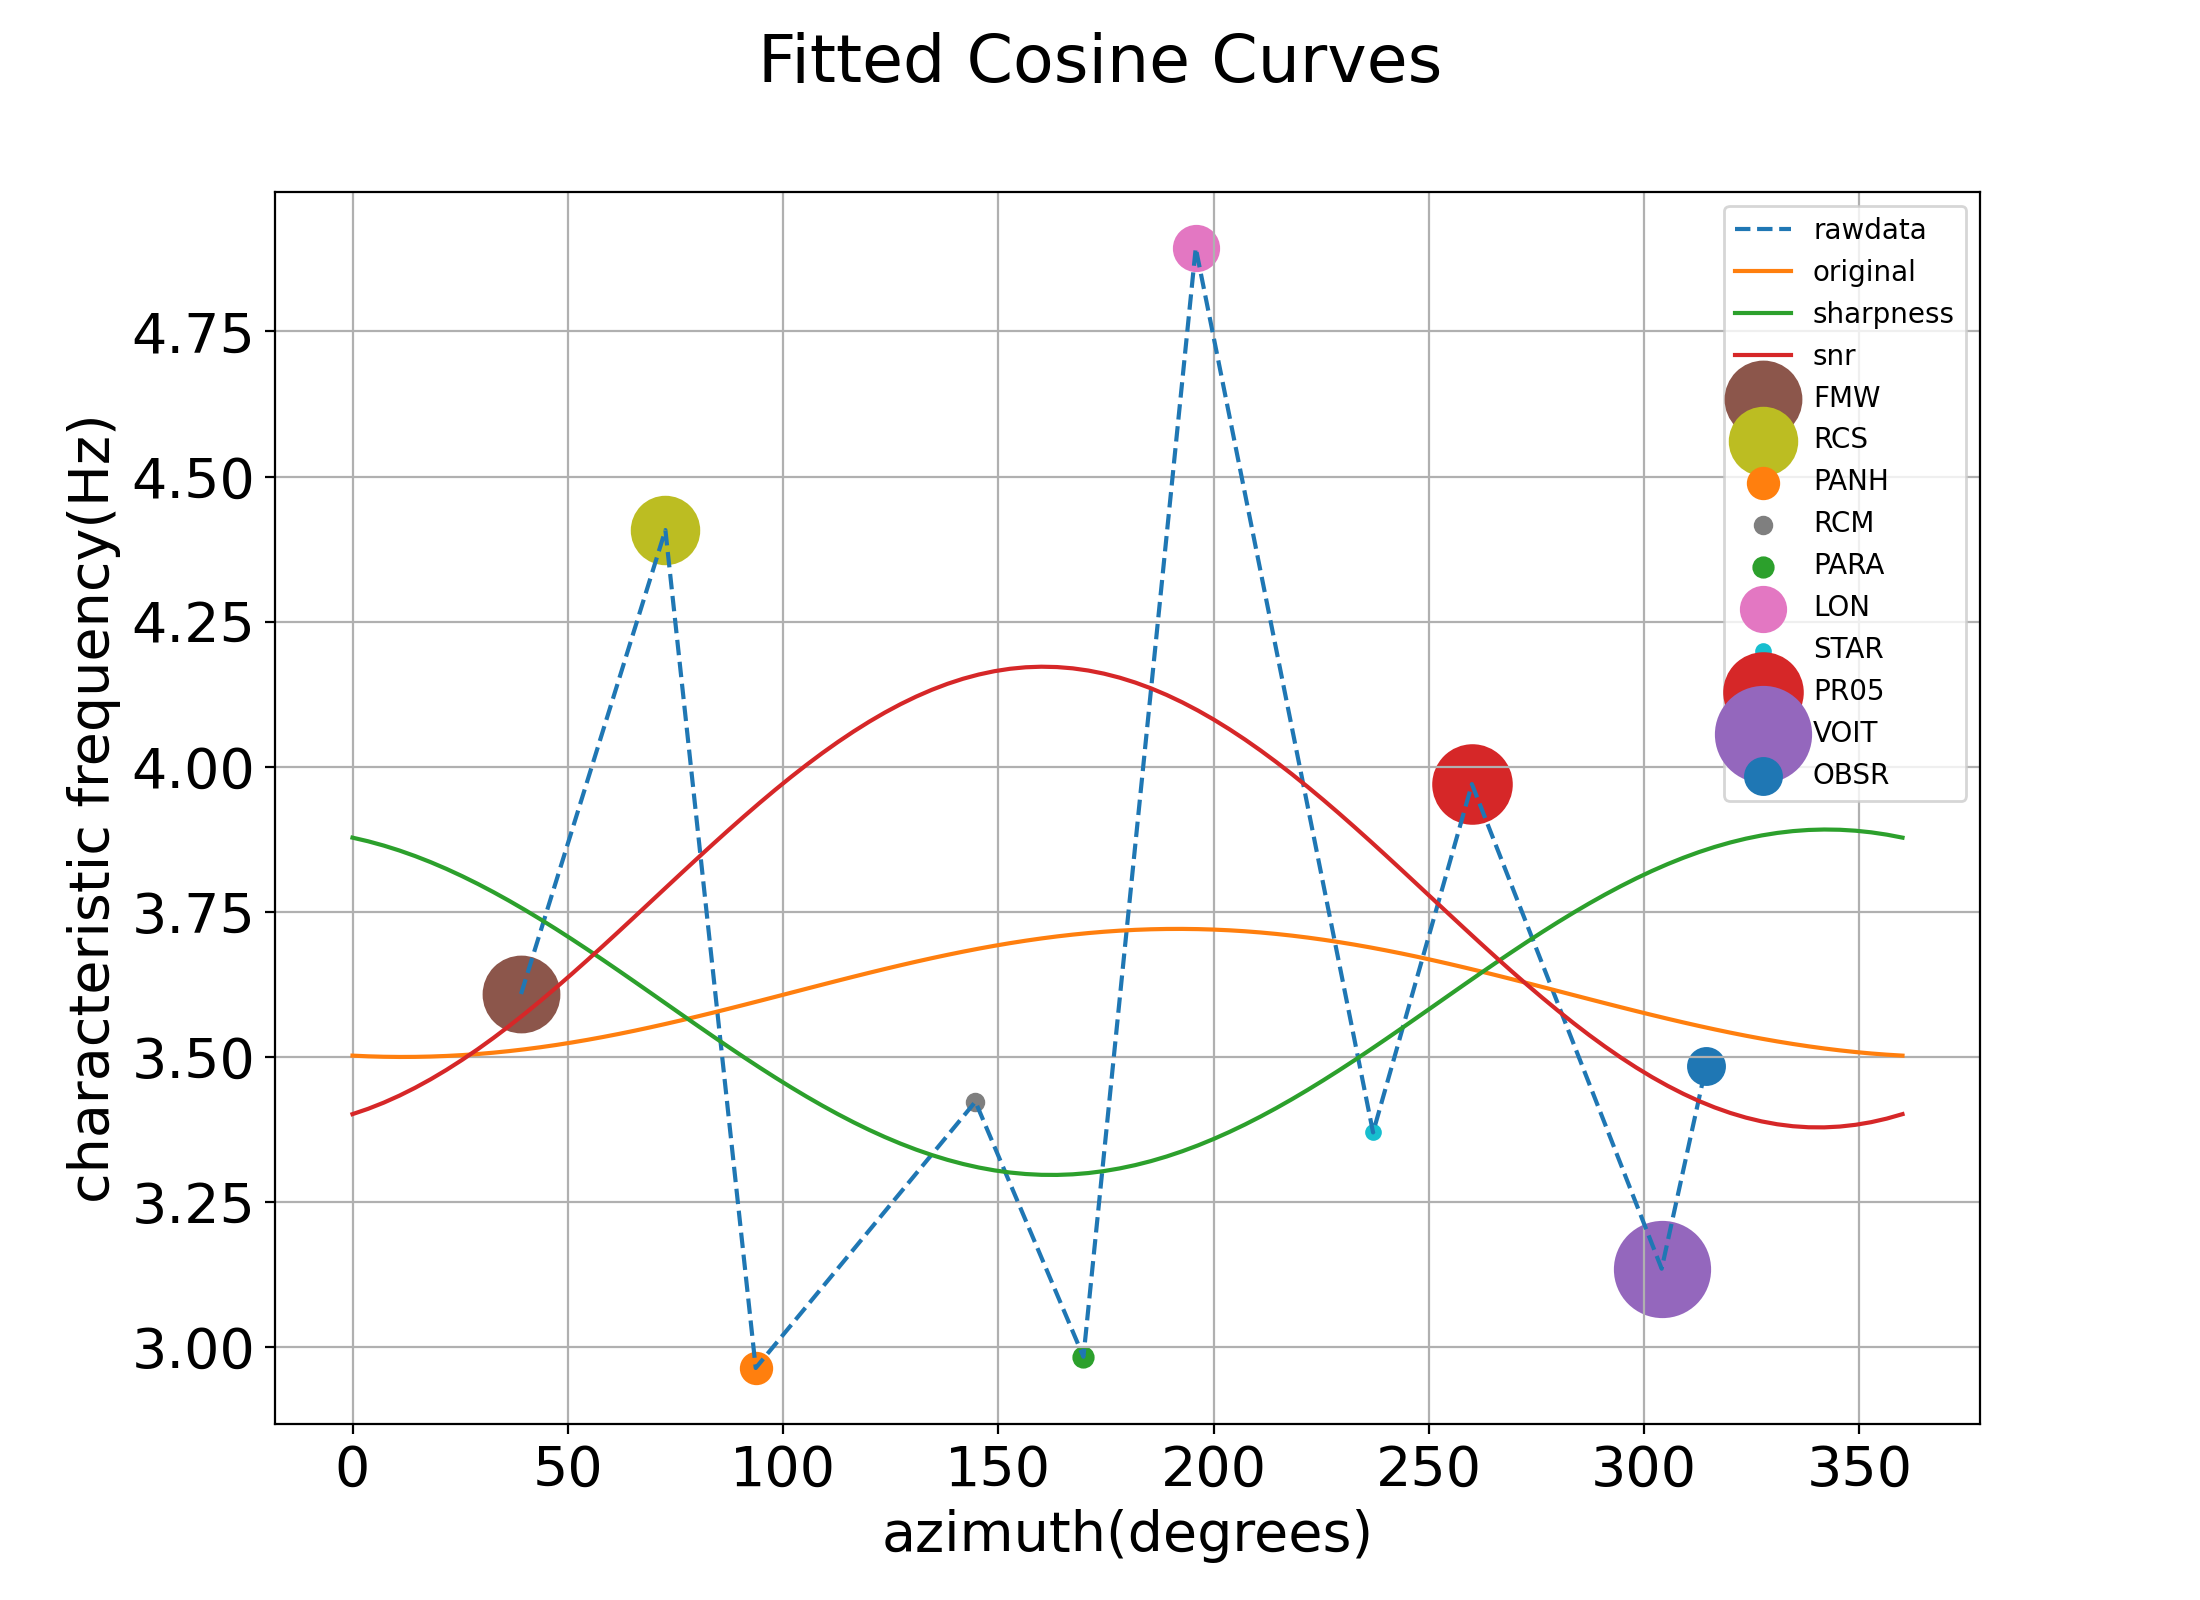 Fitted Cosine Curves
characteristic frequency(Hz)
4.75
4.50
4.25
4.00
3.75
3.50
3.25
3.00
rawdata
original
sharpness
snr
FMW
RCS
PANH
RCM
PARA
LON
STAR
PR05
VOIT
OBSR
0 50 100 150 200 250 300 350
azimuth(degrees)